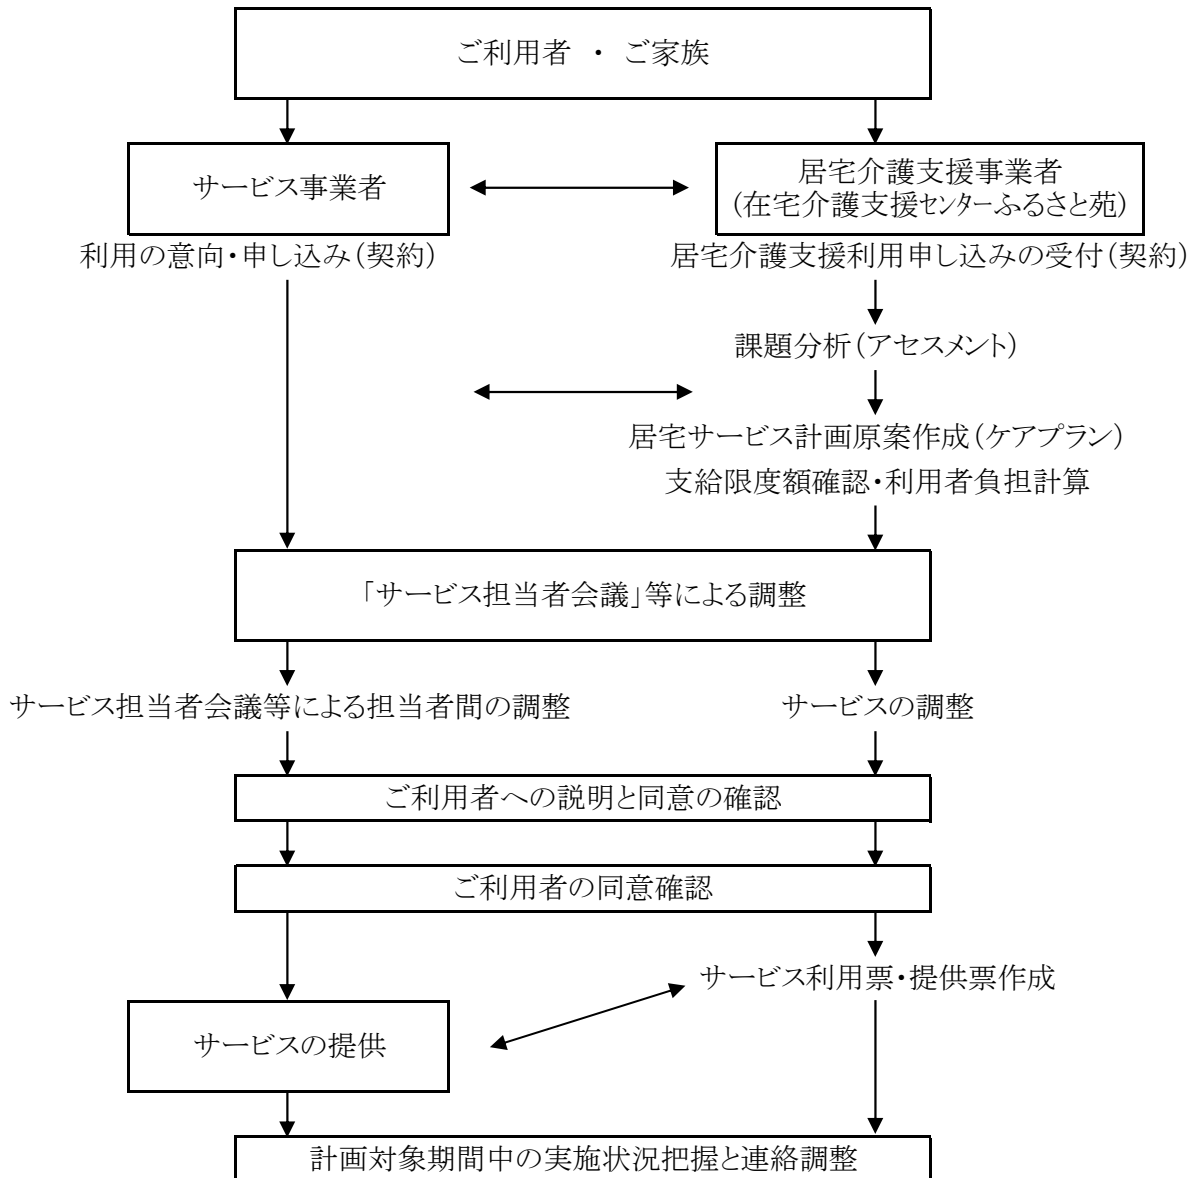 ご利用者 ・ ご家族
サービス事業者
居宅介護支援事業者
(在宅介護支援センターふるさと苑)
利用の意向・申し込み(契約)
居宅介護支援利用申し込みの受付(契約)
課題分析(アセスメント)
居宅サービス計画原案作成(ケアプラン)
支給限度額確認・利用者負担計算
「サービス担当者会議」等による調整
サービス担当者会議等による担当者間の調整
サービスの調整
ご利用者への説明と同意の確認
ご利用者の同意確認
サービス利用票・提供票作成
サービスの提供
計画対象期間中の実施状況把握と連絡調整